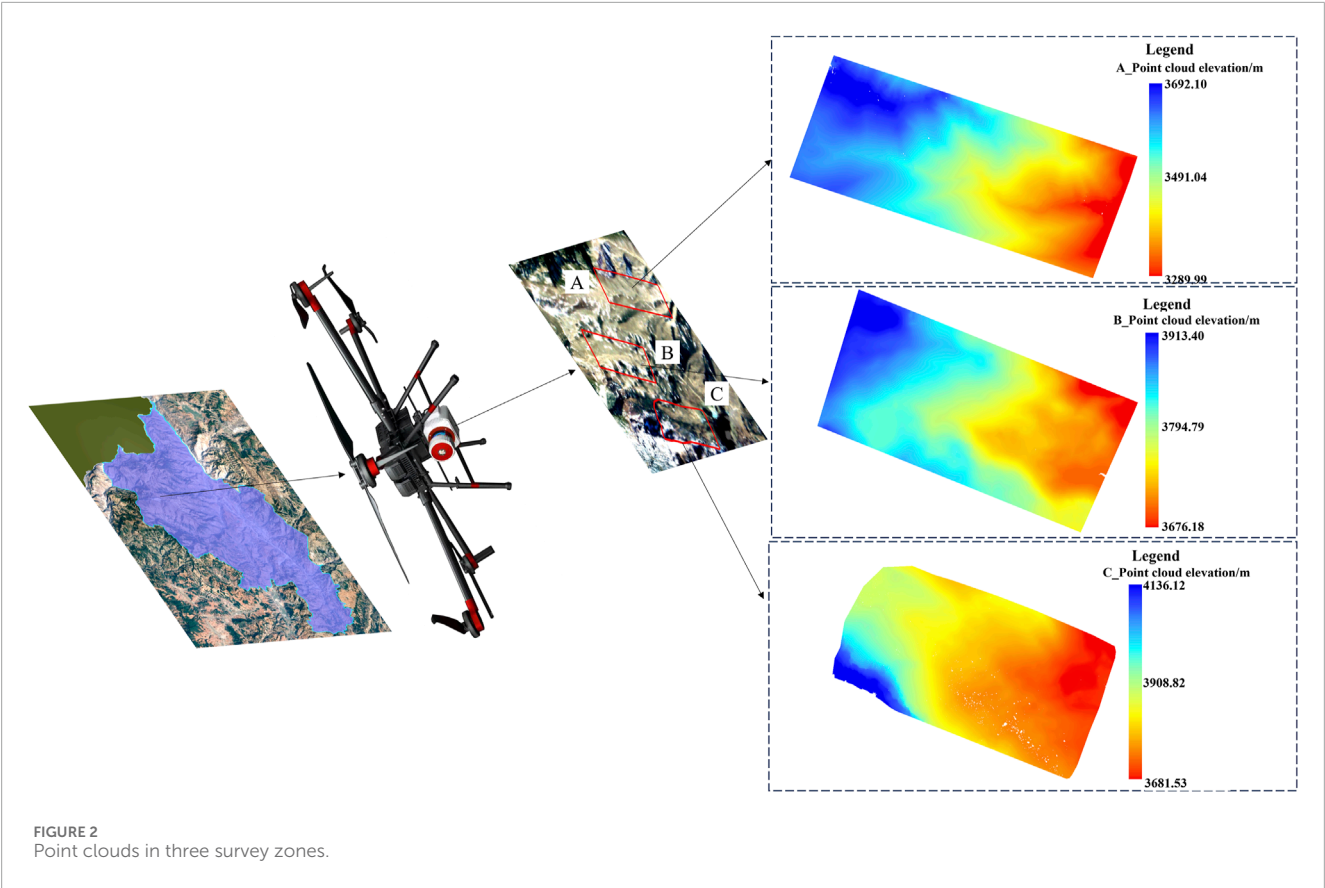 Legend
A_Point cloud elevation/m
3692.10
3491.04
3289.99
A
B
C
Legend
B_Point cloud elevation/m
3913.40
3794.79
3676.18
Legend
C_Point cloud elevation/m
4136.12
3908.82
3681.53
FIGURE 2
Point clouds in three survey zones.